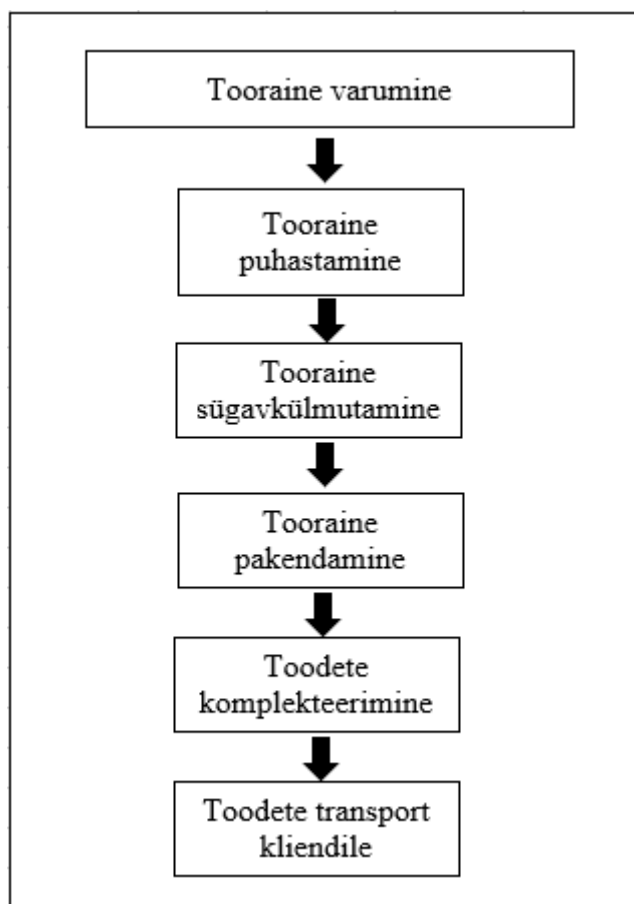 Tooraine varumine
Tooraine
puhastamine
Tooraine
sügavkülmutamine
Tooraine
pakendamine
Toodete
komplekteerimine
Toodete transport
kliendile